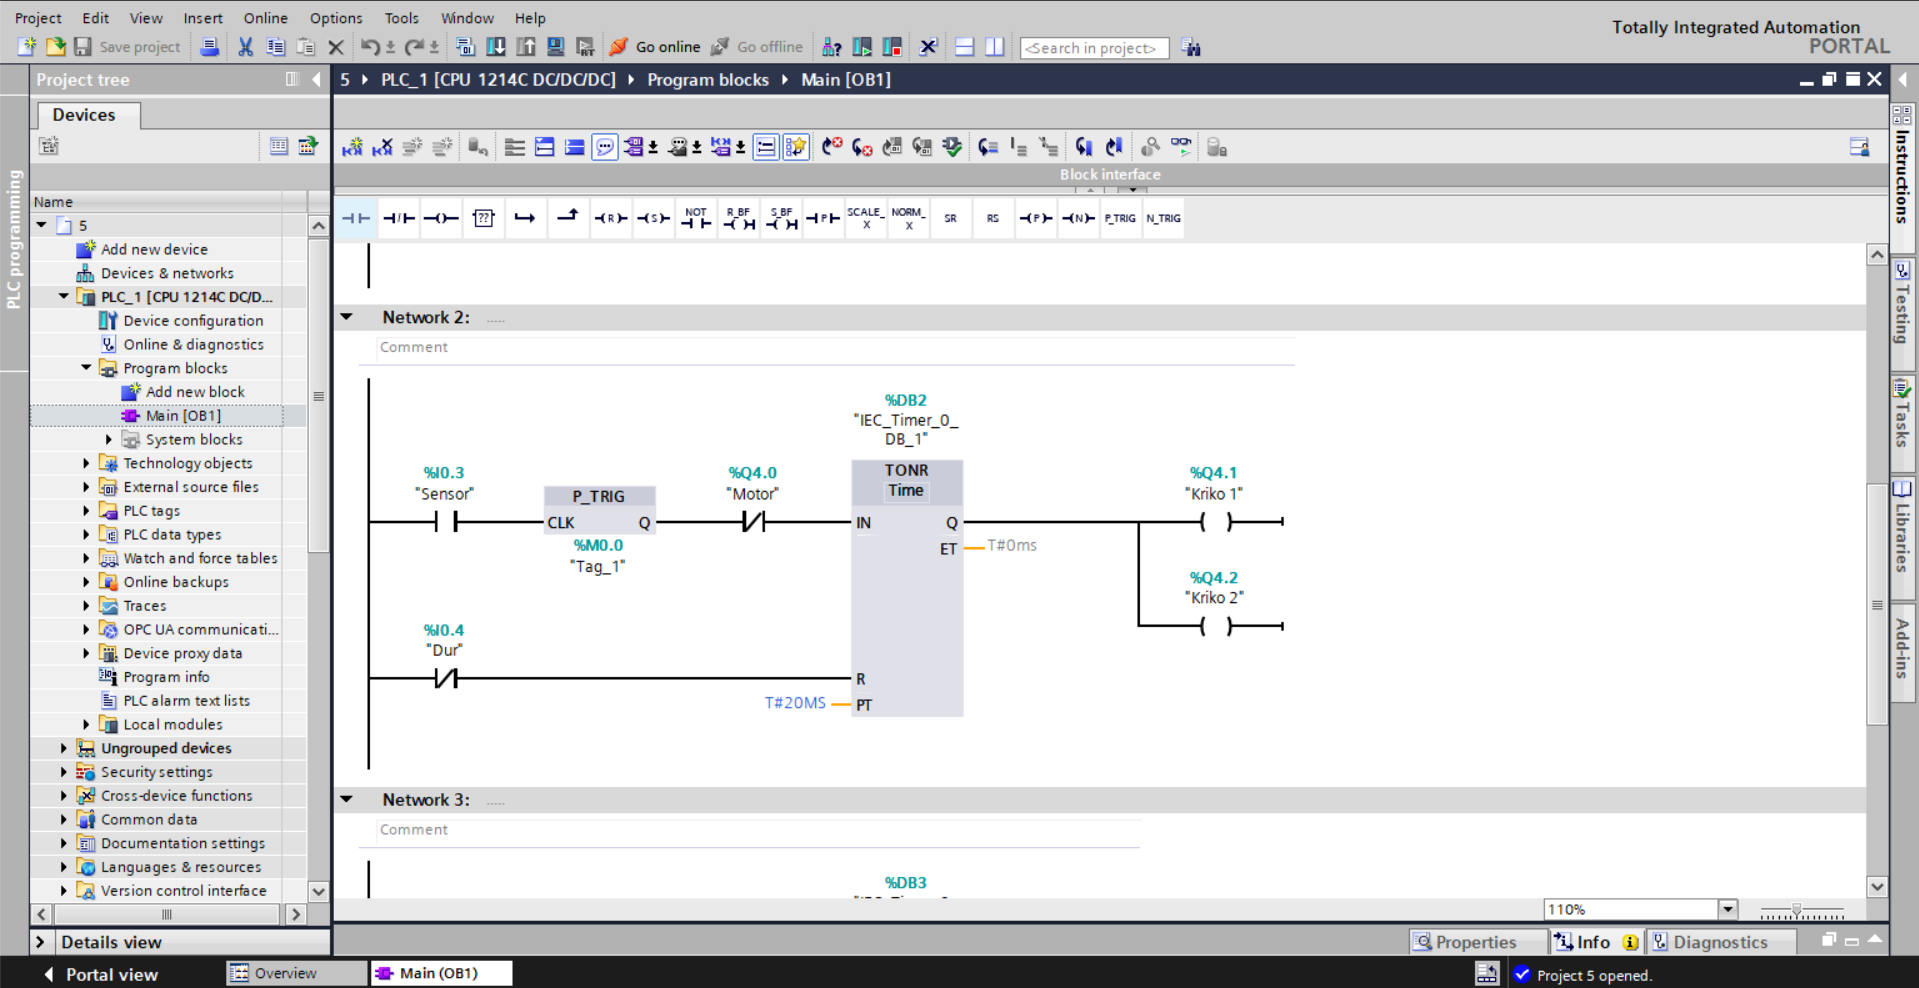 Project Edit View Insert Online Options Tools Window Help
Totally Integrated Automation
PORTAL
Save project
Go online
Go offline
<Search in project>
Project tree
5 PLC_1 [CPU 1214C DC/DC/DC] Program blocks Main [OB1]
Devices
Block interface
PLC programming
Name
5
Add new device
Devices & networks
PLC_1 [CPU 1214C DC/D...
Device configuration
Online & diagnostics
Program blocks
Add new block
Main [OB1]
System blocks
Technology objects
External source files
PLC tags
PLC data types
Watch and force tables
Online backups
Traces
OPC UA communicati...
Device proxy data
Program info
PLC alarm text lists
Local modules
Ungrouped devices
Security settings
Cross-device functions
Common data
Documentation settings
Languages & resources
Version control interface
Details view
?? (R) (S) NOT R_BF S_BF P SCALE_X NORM_X SR RS (P) (N) P_TRIG N_TRIG
Network 2: .....
Comment
%DB2
"IEC_Timer_0_
DB_1"
%I0.3
"Sensor"
P_TRIG
CLK Q
%M0.0
"Tag_1"
%Q4.0
"Motor"
TONR
Time
IN Q
ET T#0ms
%Q4.1
"Kriko 1"
%Q4.2
"Kriko 2"
%I0.4
"Dur"
R
T#20MS PT
Network 3: .....
Comment
%DB3
110%
Properties
Info
Diagnostics
Instructions
Testing
Tasks
Libraries
Add-ins
Portal view
Overview
Main (OB1)
Project 5 opened.